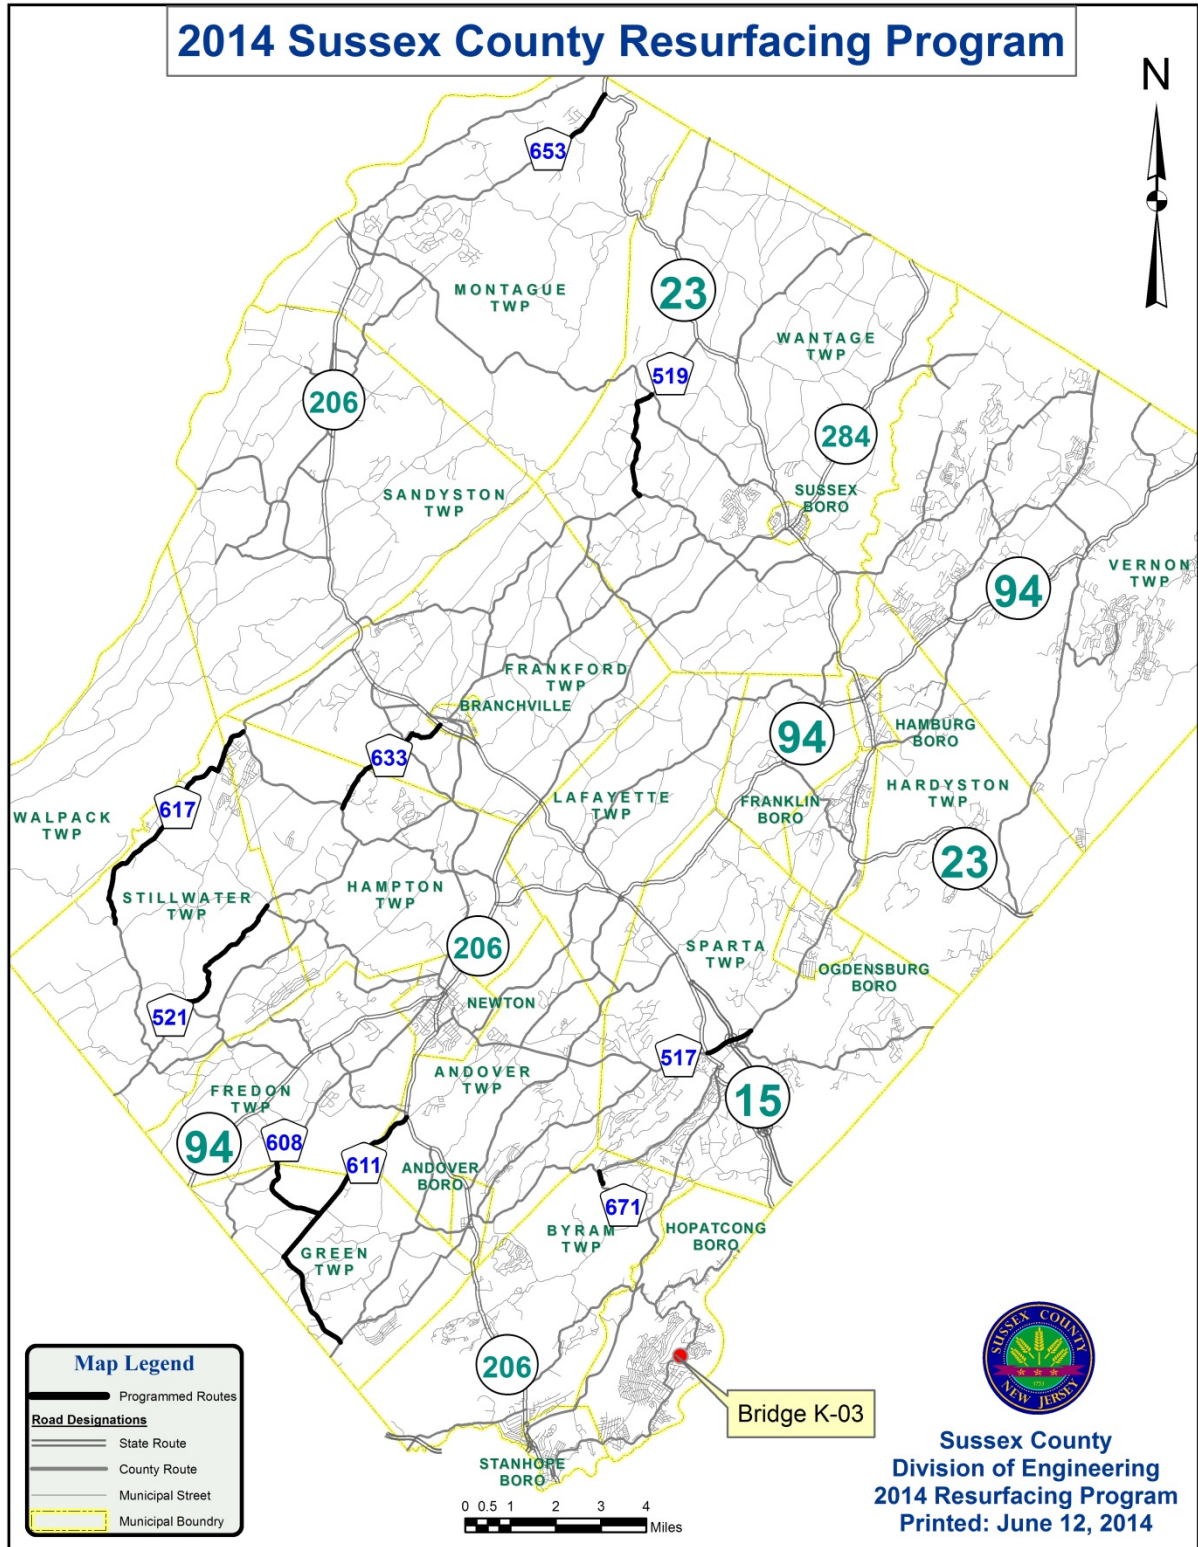 2014 Sussex County Resurfacing Program
N
653
MONTAGUE
TWP
23
WANTAGE
TWP
519
206
284
SANDYSTON
TWP
SUSSEX
BORO
VERNON
TWP
94
FRANKFORD
TWP
BRANCHVILLE
633
94
HAMBURG
BORO
HARDYSTON
TWP
WALPACK
TWP
617
LAFAYETTE
TWP
FRANKLIN
BORO
23
STILLWATER
TWP
HAMPTON
TWP
206
SPARTA
TWP
OGDENSBURG
BORO
521
NEWTON
517
ANDOVER
TWP
FREDON
TWP
15
94
608
611
ANDOVER
BORO
671
BYRAM
TWP
HOPATCONG
BORO
GREEN
TWP
206
Bridge K-03
STANHOPE
BORO
Map Legend
Programmed Routes
Road Designations
State Route
County Route
Municipal Street
Municipal Boundry
0 0.5 1 2 3 4
Miles
SUSSEX COUNTY
1753
NEW JERSEY
Sussex County
Division of Engineering
2014 Resurfacing Program
Printed: June 12, 2014